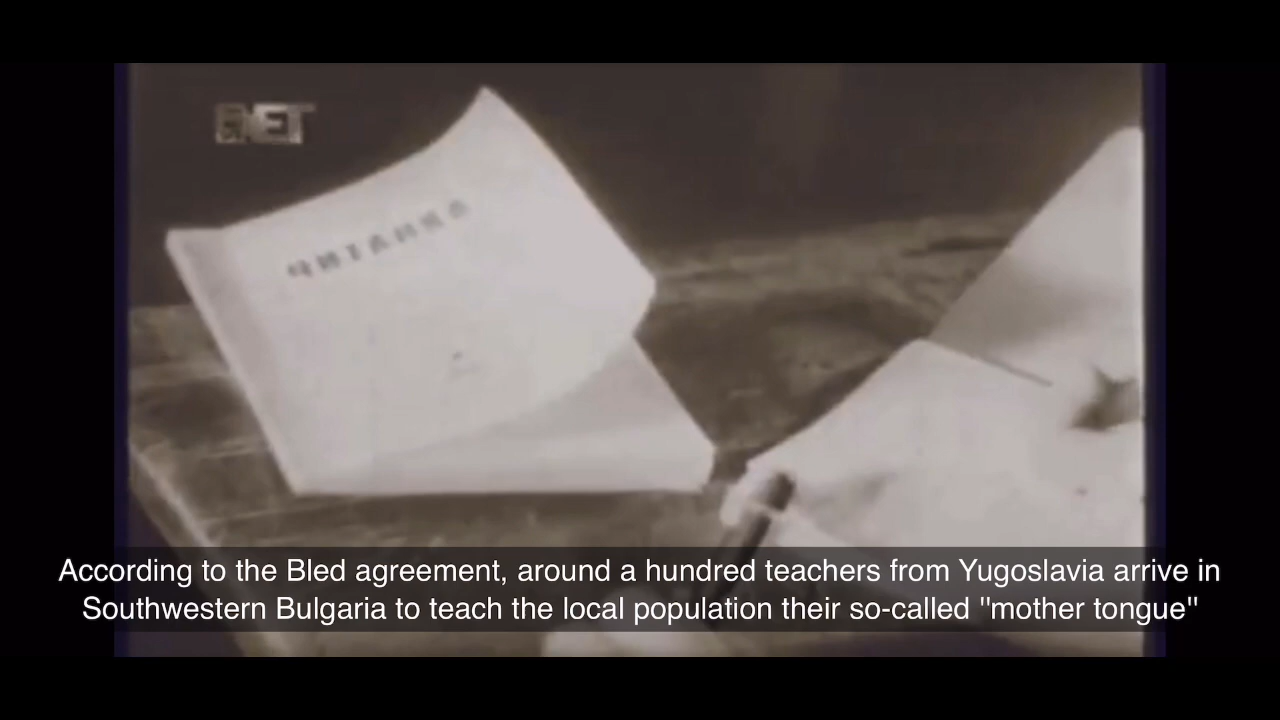 ЧИТАНКА
According to the Bled agreement, around a hundred teachers from Yugoslavia arrive in
Southwestern Bulgaria to teach the local population their so-called "mother tongue"